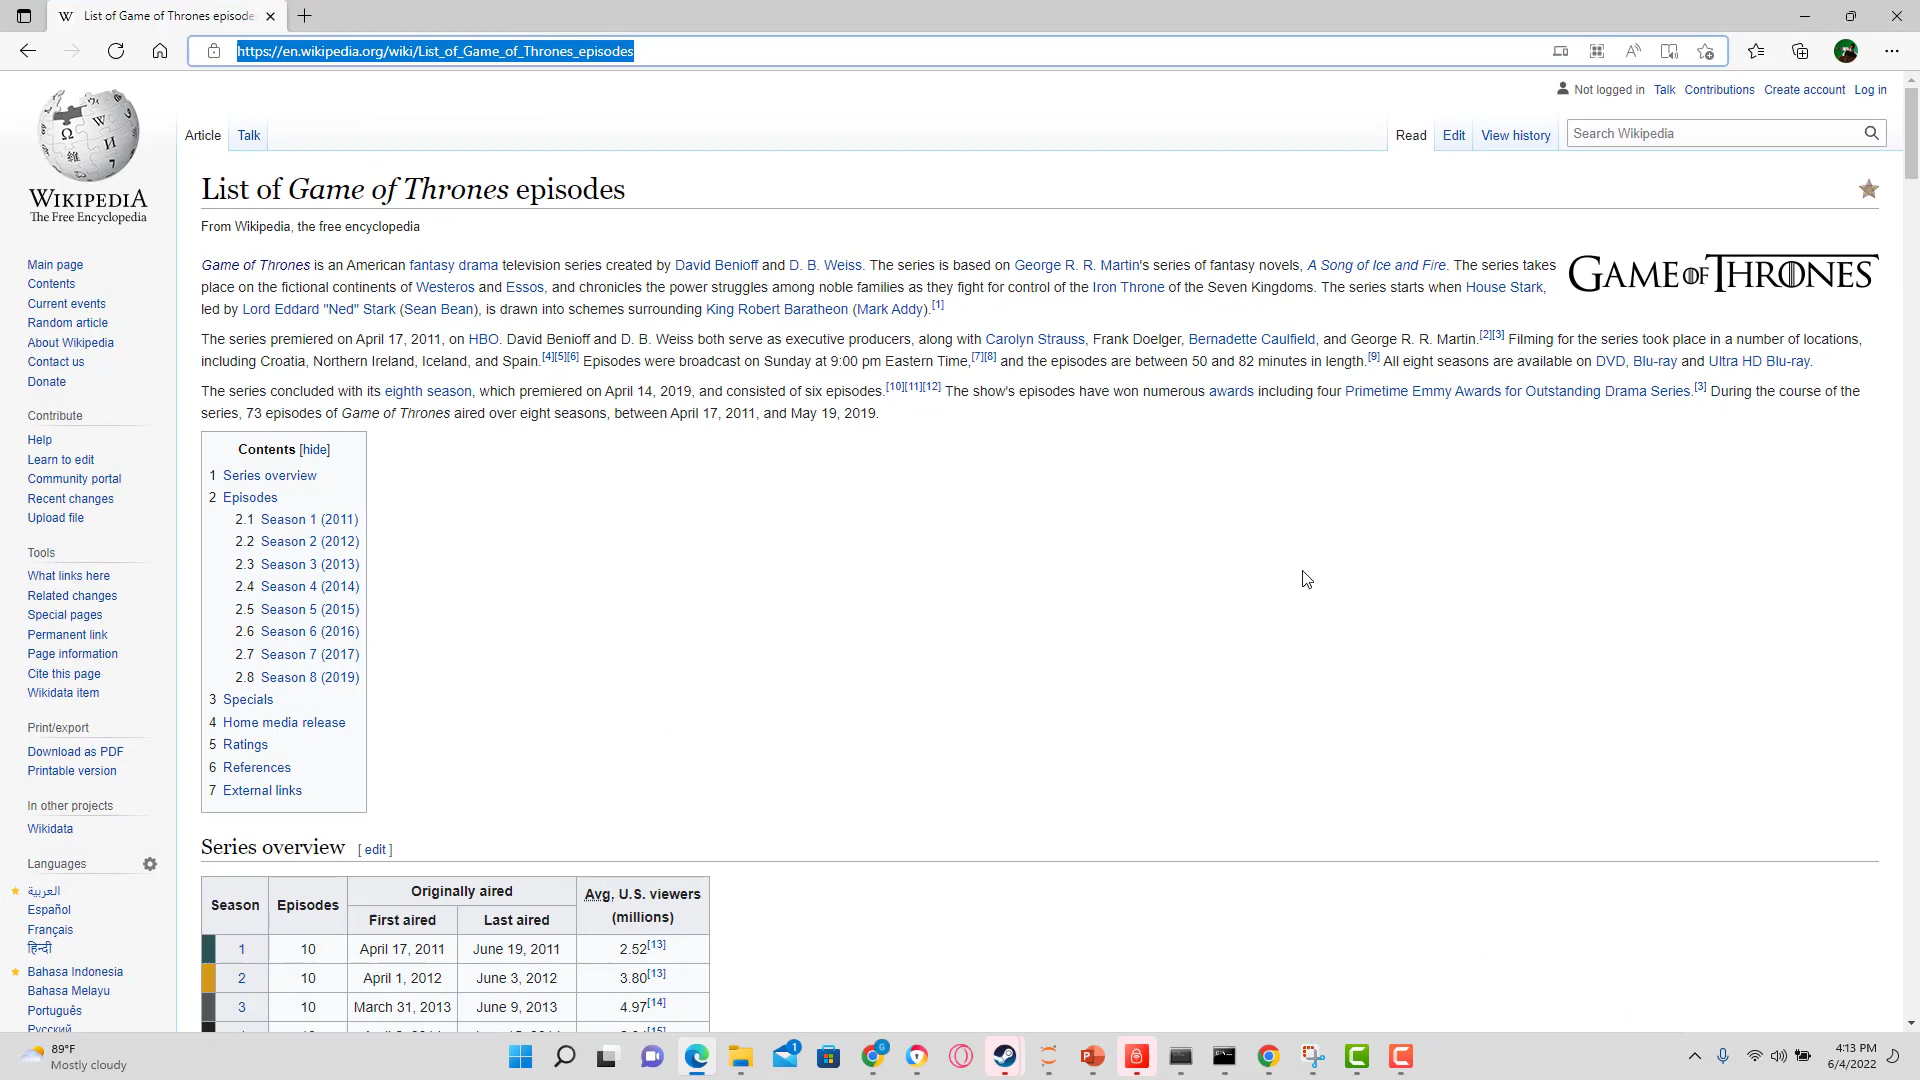 List of Game of Thrones episode
https://en.wikipedia.org/wiki/List_of_Game_of_Thrones_episodes
Not logged in Talk Contributions Create account Log in
Article Talk Read Edit View history Search Wikipedia
WIKIPEDIA
The Free Encyclopedia
Main page
Contents
Current events
Random article
About Wikipedia
Contact us
Donate
Contribute
Help
Learn to edit
Community portal
Recent changes
Upload file
Tools
What links here
Related changes
Special pages
Permanent link
Page information
Cite this page
Wikidata item
Print/export
Download as PDF
Printable version
In other projects
Wikidata
Languages
العربية
Español
Français
हिन्दी
Bahasa Indonesia
Bahasa Melayu
Português
Русский
List of Game of Thrones episodes
From Wikipedia, the free encyclopedia
GAME OF THRONES
Game of Thrones is an American fantasy drama television series created by David Benioff and D. B. Weiss. The series is based on George R. R. Martin's series of fantasy novels, A Song of Ice and Fire. The series takes
place on the fictional continents of Westeros and Essos, and chronicles the power struggles among noble families as they fight for control of the Iron Throne of the Seven Kingdoms. The series starts when House Stark,
led by Lord Eddard "Ned" Stark (Sean Bean), is drawn into schemes surrounding King Robert Baratheon (Mark Addy).[1]
The series premiered on April 17, 2011, on HBO. David Benioff and D. B. Weiss both serve as executive producers, along with Carolyn Strauss, Frank Doelger, Bernadette Caulfield, and George R. R. Martin.[2][3] Filming for the series took place in a number of locations,
including Croatia, Northern Ireland, Iceland, and Spain.[4][5][6] Episodes were broadcast on Sunday at 9:00 pm Eastern Time,[7][8] and the episodes are between 50 and 82 minutes in length.[9] All eight seasons are available on DVD, Blu-ray and Ultra HD Blu-ray.
The series concluded with its eighth season, which premiered on April 14, 2019, and consisted of six episodes.[10][11][12] The show's episodes have won numerous awards including four Primetime Emmy Awards for Outstanding Drama Series.[3] During the course of the
series, 73 episodes of Game of Thrones aired over eight seasons, between April 17, 2011, and May 19, 2019.
Contents [hide]
1 Series overview
2 Episodes
2.1 Season 1 (2011)
2.2 Season 2 (2012)
2.3 Season 3 (2013)
2.4 Season 4 (2014)
2.5 Season 5 (2015)
2.6 Season 6 (2016)
2.7 Season 7 (2017)
2.8 Season 8 (2019)
3 Specials
4 Home media release
5 Ratings
6 References
7 External links
Series overview [ edit ]
Season Episodes Originally aired Avg. U.S. viewers
(millions)
First aired Last aired
1 10 April 17, 2011 June 19, 2011 2.52[13]
2 10 April 1, 2012 June 3, 2012 3.80[13]
3 10 March 31, 2013 June 9, 2013 4.97[14]
89°F
Mostly cloudy
4:13 PM
6/4/2022